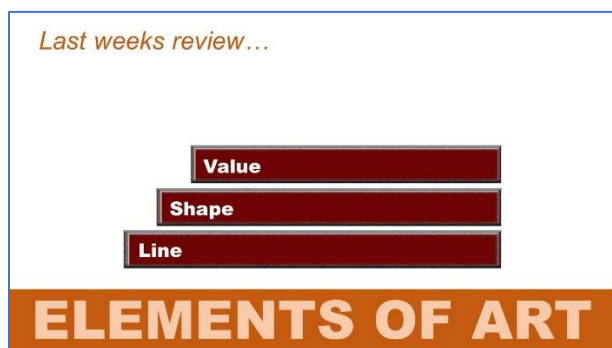 Last weeks review…
Value
Shape
Line
ELEMENTS OF ART